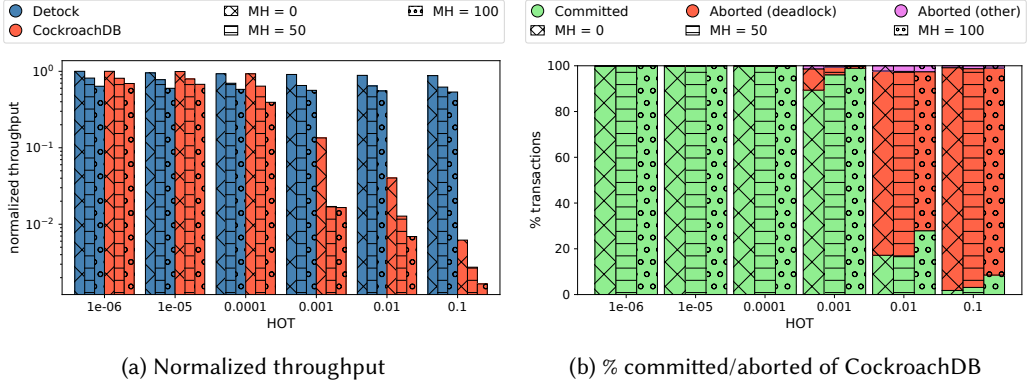 Detock MH = 0 MH = 100
CockroachDB MH = 50
normalized throughput
10⁰
10⁻¹
10⁻²
1e-06 1e-05 0.0001 0.001 0.01 0.1
HOT
(a) Normalized throughput
Committed Aborted (deadlock) Aborted (other)
MH = 0 MH = 50 MH = 100
% transactions
100
80
60
40
20
0
1e-06 1e-05 0.0001 0.001 0.01 0.1
HOT
(b) % committed/aborted of CockroachDB